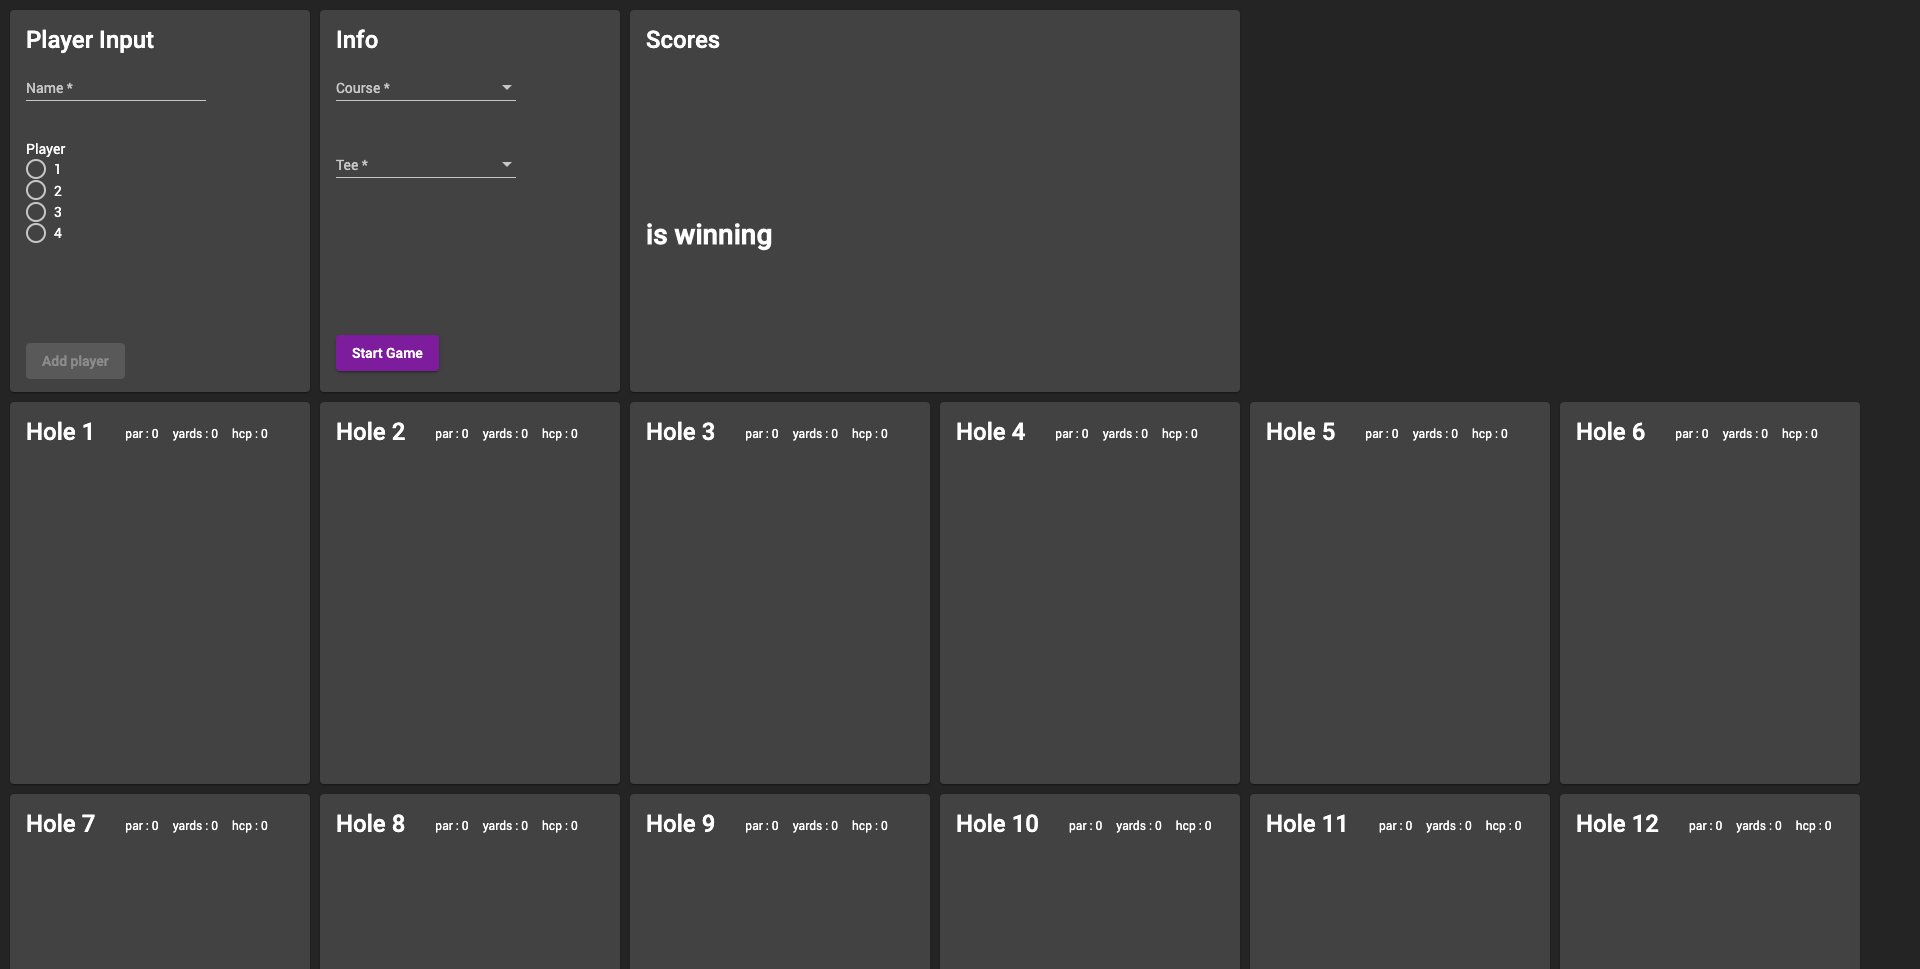 Player Input
Name *
Player
1
2
3
4
Add player
Info
Course *
Tee *
Start Game
Scores
is winning
Hole 1 par : 0 yards : 0 hcp : 0
Hole 2 par : 0 yards : 0 hcp : 0
Hole 3 par : 0 yards : 0 hcp : 0
Hole 4 par : 0 yards : 0 hcp : 0
Hole 5 par : 0 yards : 0 hcp : 0
Hole 6 par : 0 yards : 0 hcp : 0
Hole 7 par : 0 yards : 0 hcp : 0
Hole 8 par : 0 yards : 0 hcp : 0
Hole 9 par : 0 yards : 0 hcp : 0
Hole 10 par : 0 yards : 0 hcp : 0
Hole 11 par : 0 yards : 0 hcp : 0
Hole 12 par : 0 yards : 0 hcp : 0